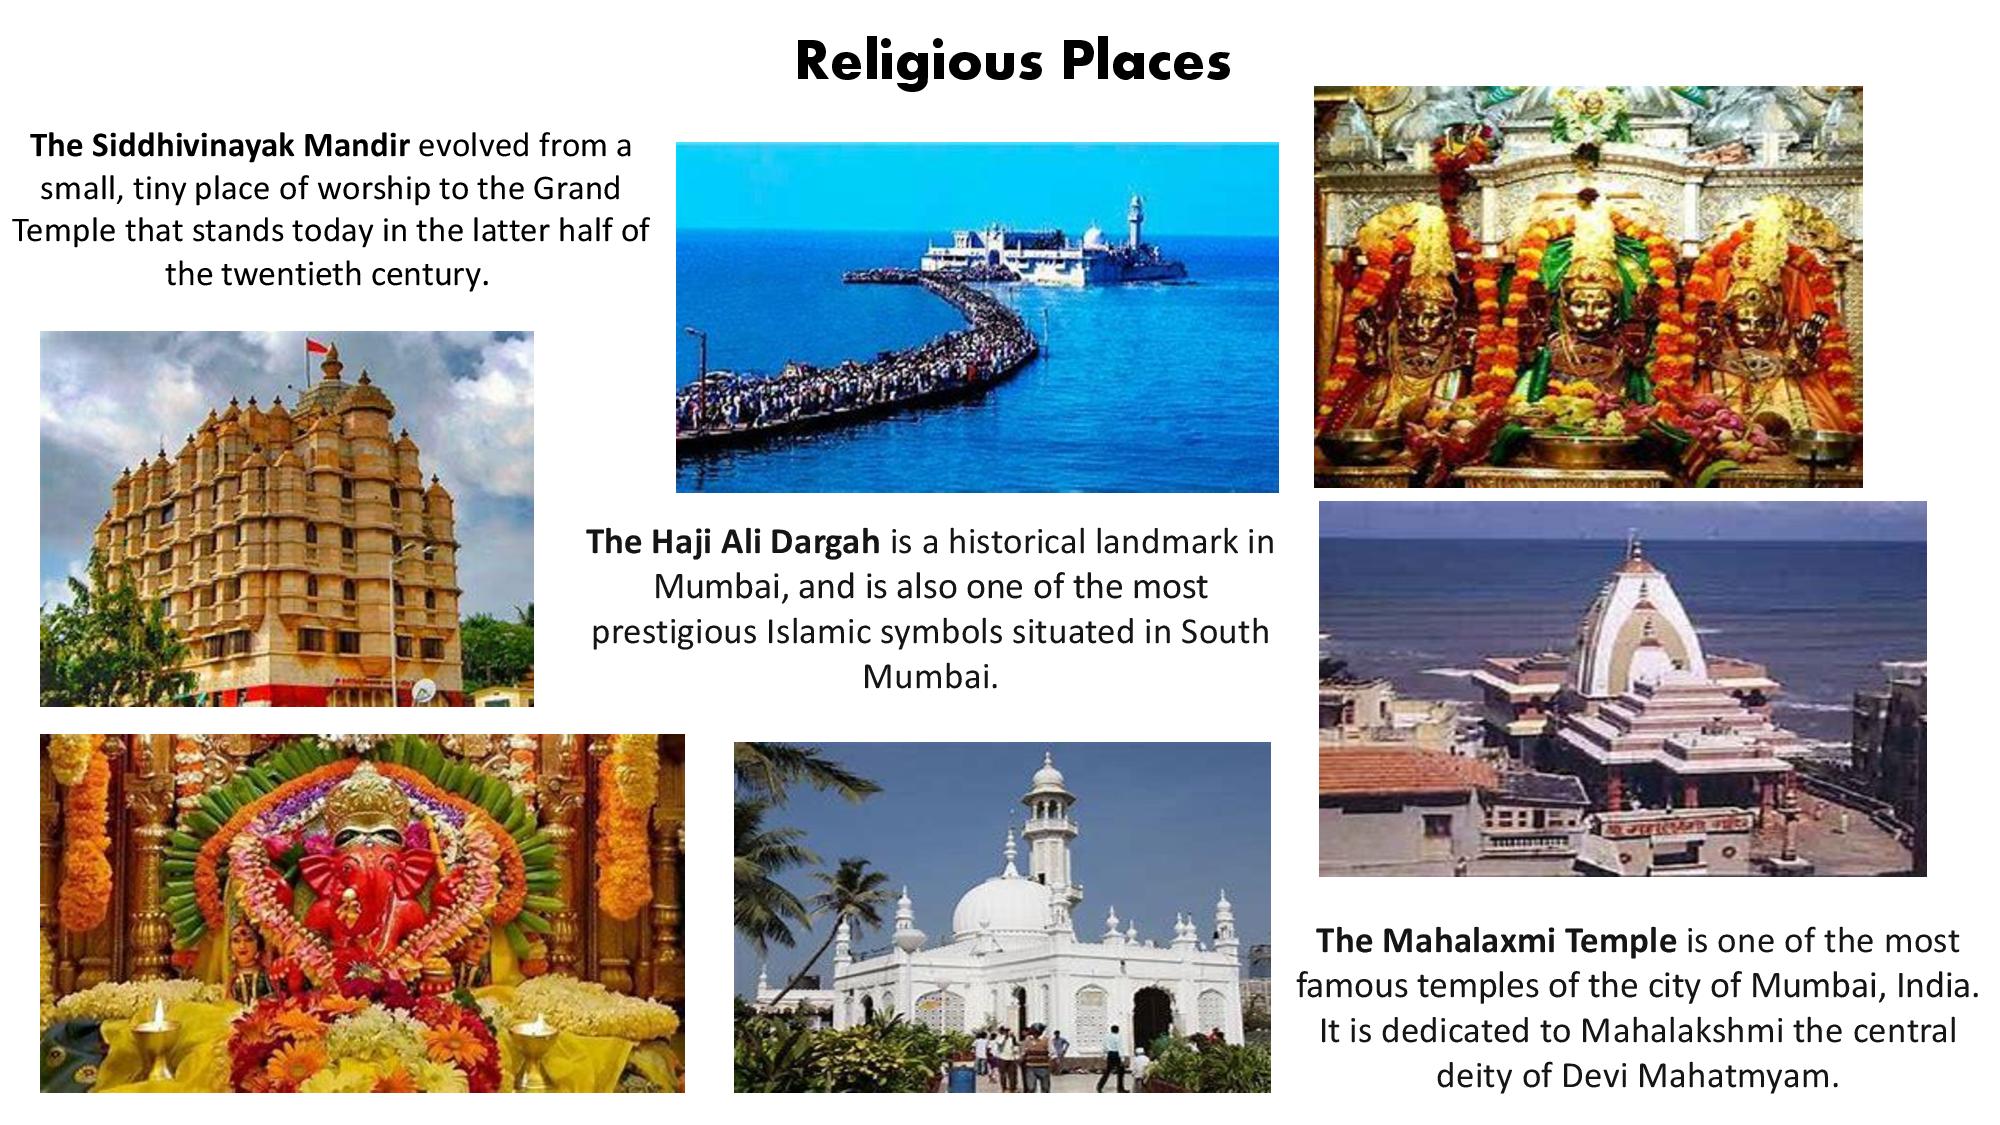 Religious Places
The Siddhivinayak Mandir evolved from a
small, tiny place of worship to the Grand
Temple that stands today in the latter half of
the twentieth century.
The Haji Ali Dargah is a historical landmark in
Mumbai, and is also one of the most
prestigious Islamic symbols situated in South
Mumbai.
The Mahalaxmi Temple is one of the most
famous temples of the city of Mumbai, India.
It is dedicated to Mahalakshmi the central
deity of Devi Mahatmyam.